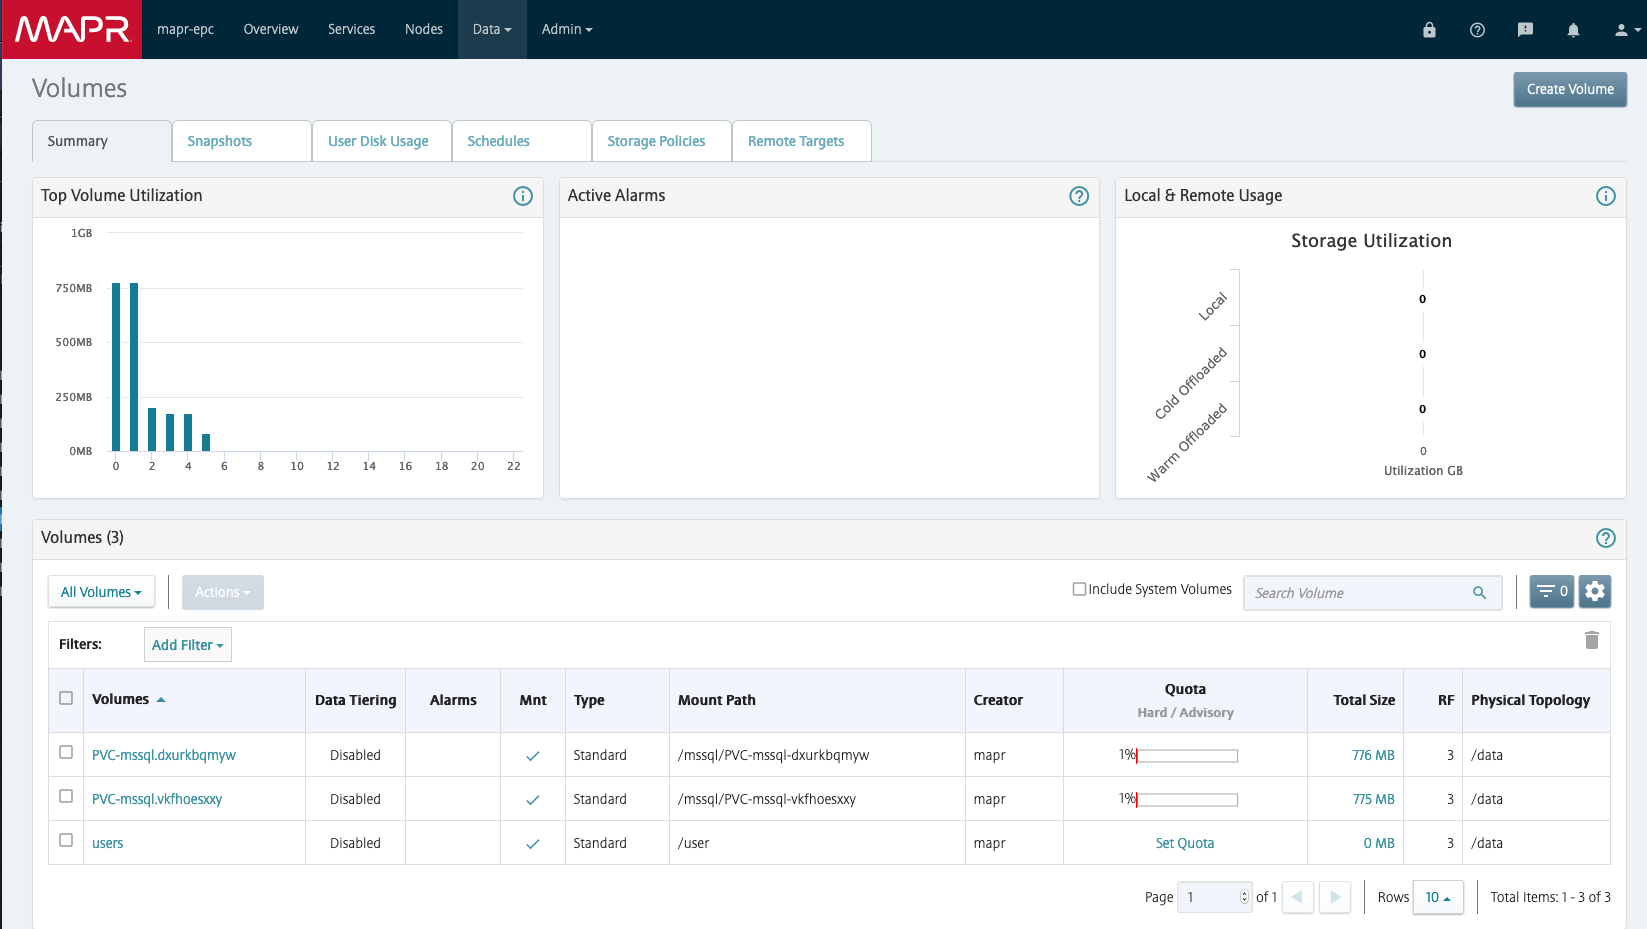 MAPR mapr-epc Overview Services Nodes Data Admin
Volumes
Create Volume
Summary Snapshots User Disk Usage Schedules Storage Policies Remote Targets
Top Volume Utilization
1GB
750MB
500MB
250MB
0MB
0 2 4 6 8 10 12 14 16 18 20 22
Active Alarms
Local & Remote Usage
Storage Utilization
Local
0
Cold Offloaded
0
Warm Offloaded
0
0
Utilization GB
Volumes (3)
All Volumes Actions Include System Volumes Search Volume 0
Filters: Add Filter
Volumes Data Tiering Alarms Mnt Type Mount Path Creator Quota Total Size RF Physical Topology
Hard / Advisory
PVC-mssql.dxurkbqmyw Disabled Standard /mssql/PVC-mssql-dxurkbqmyw mapr 1% 776 MB 3 /data
PVC-mssql.vkfhoesxxy Disabled Standard /mssql/PVC-mssql-vkfhoesxxy mapr 1% 775 MB 3 /data
users Disabled Standard /user mapr Set Quota 0 MB 3 /data
Page 1 of 1 Rows 10 Total Items: 1 - 3 of 3